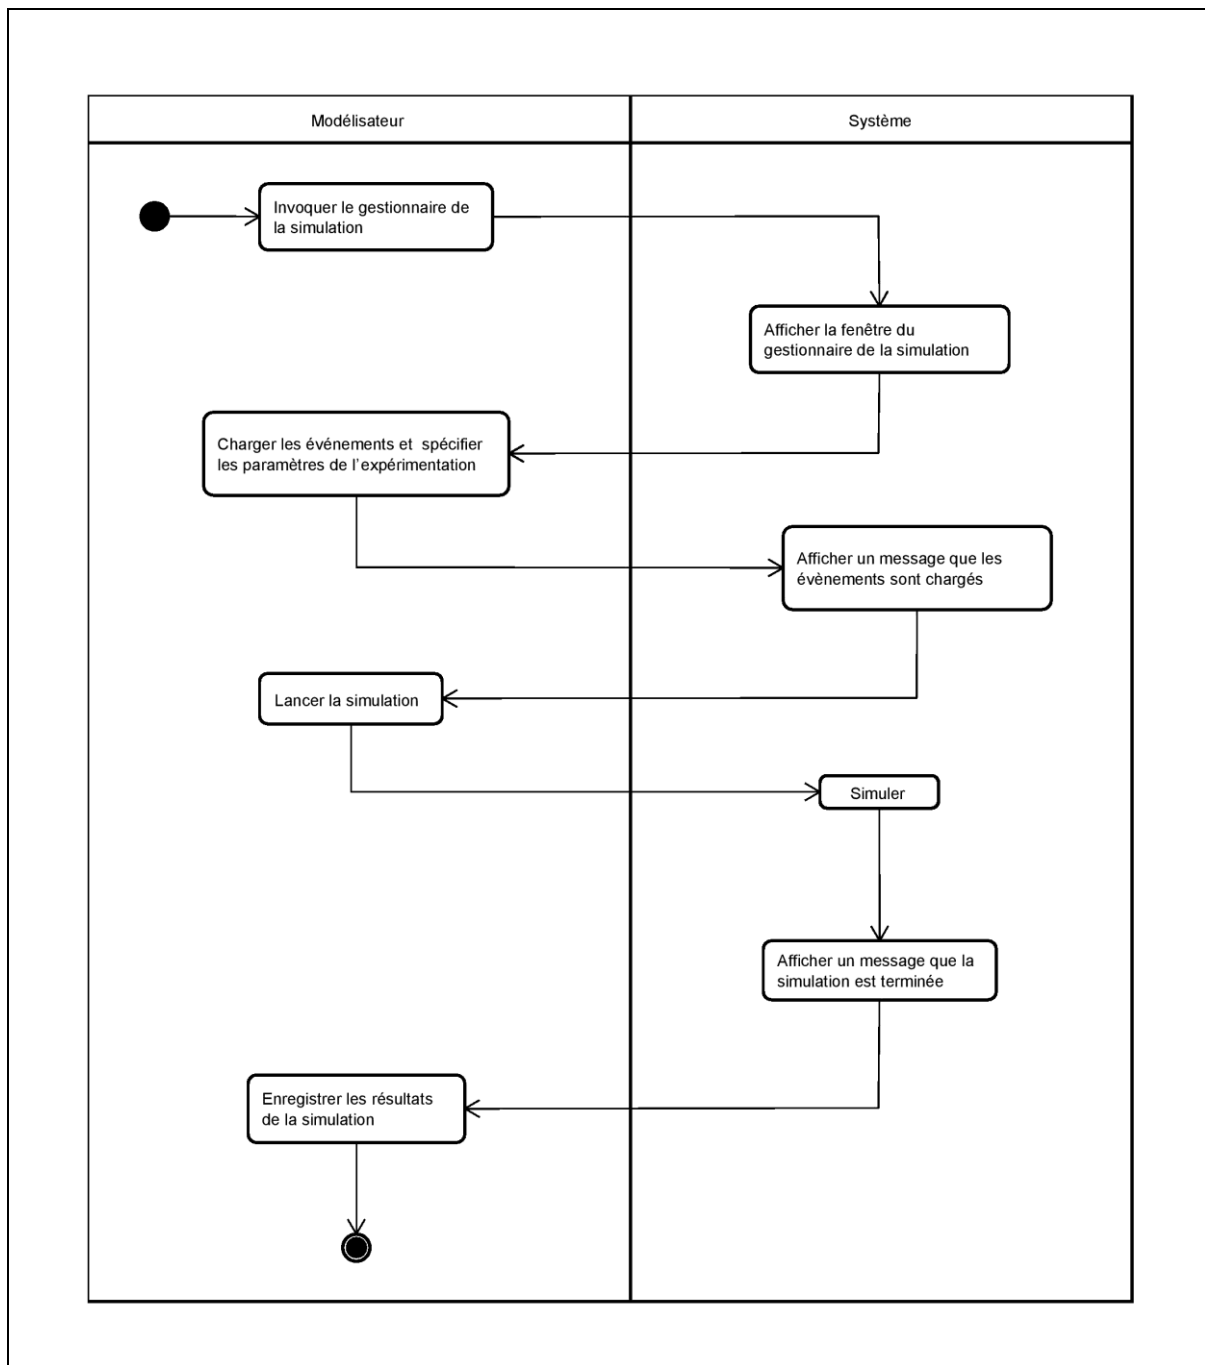 Modélisateur
Système
Invoquer le gestionnaire de
la simulation
Afficher la fenêtre du
gestionnaire de la simulation
Charger les événements et spécifier
les paramètres de l'expérimentation
Afficher un message que les
évènements sont chargés
Lancer la simulation
Simuler
Afficher un message que la
simulation est terminée
Enregistrer les résultats
de la simulation